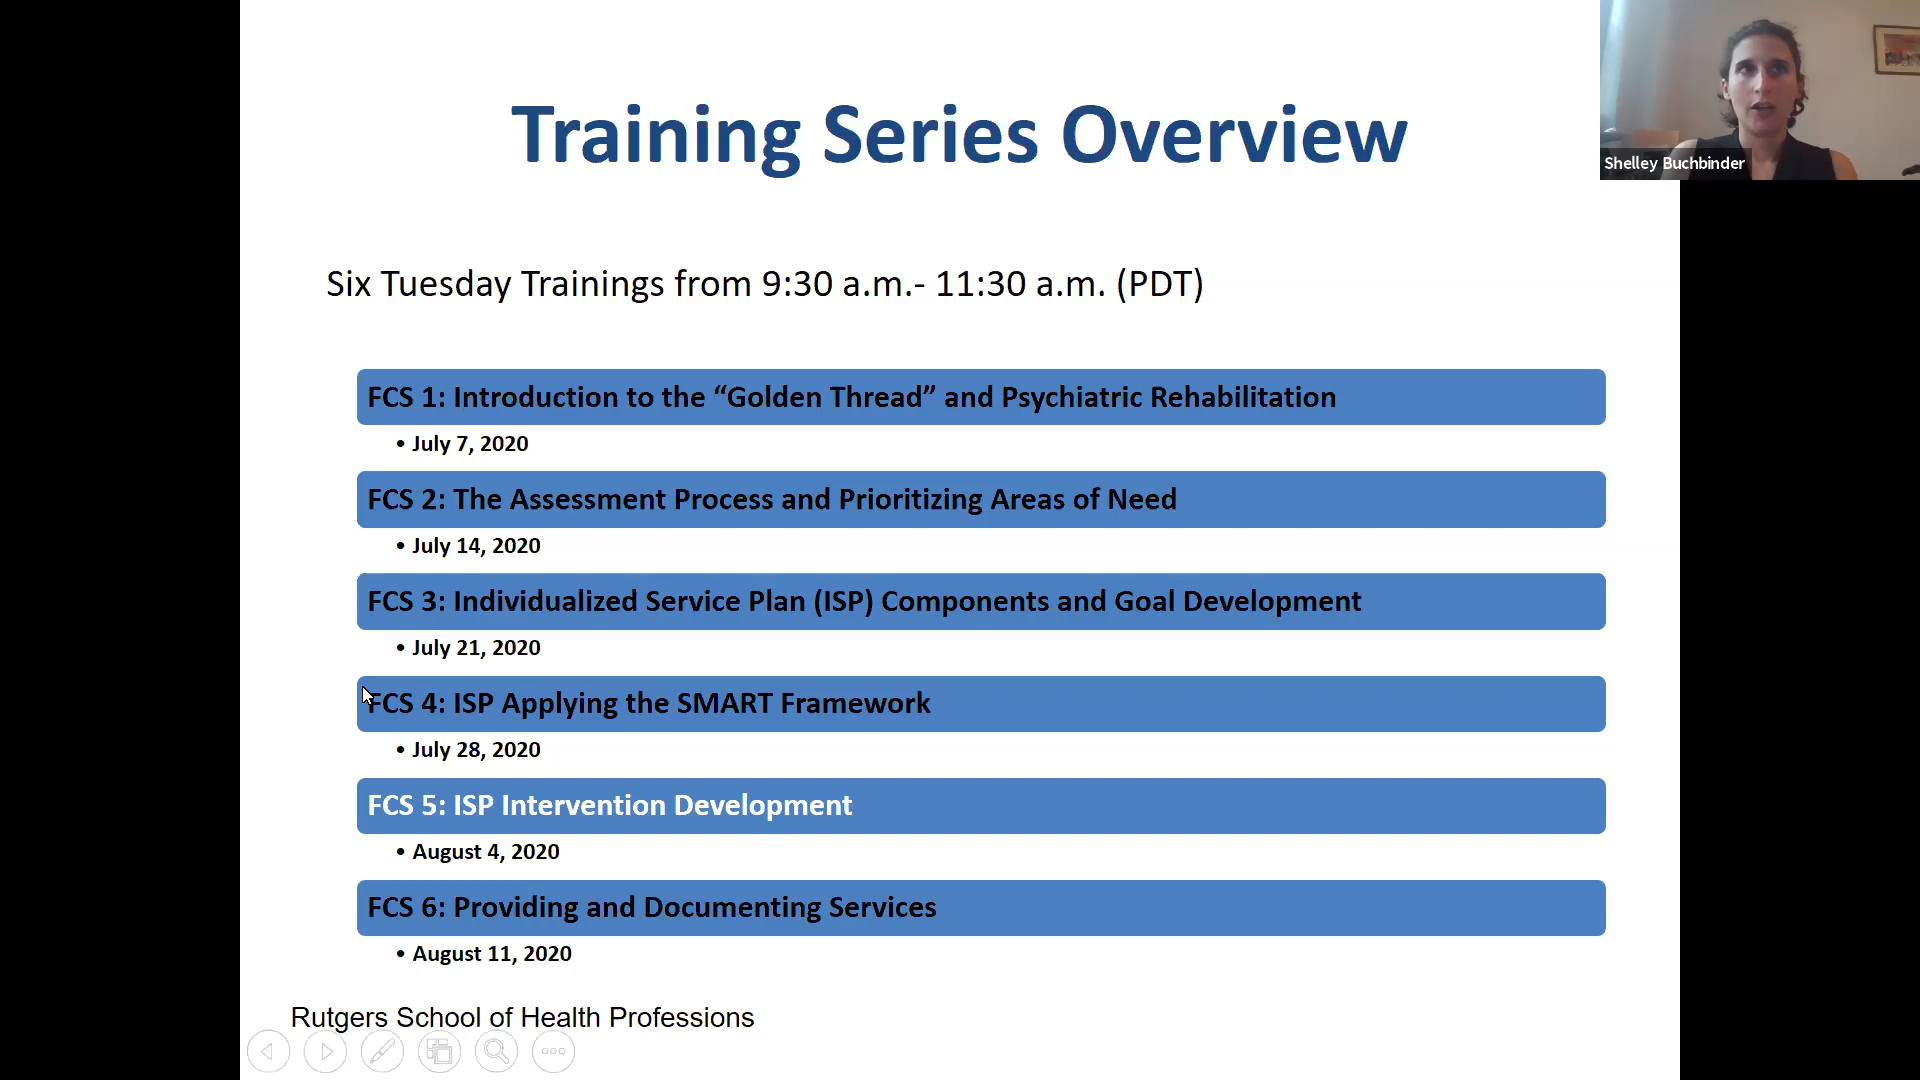 Training Series Overview
Shelley Buchbinder
Six Tuesday Trainings from 9:30 a.m.- 11:30 a.m. (PDT)
FCS 1: Introduction to the “Golden Thread” and Psychiatric Rehabilitation
• July 7, 2020
FCS 2: The Assessment Process and Prioritizing Areas of Need
• July 14, 2020
FCS 3: Individualized Service Plan (ISP) Components and Goal Development
• July 21, 2020
FCS 4: ISP Applying the SMART Framework
• July 28, 2020
FCS 5: ISP Intervention Development
• August 4, 2020
FCS 6: Providing and Documenting Services
• August 11, 2020
Rutgers School of Health Professions